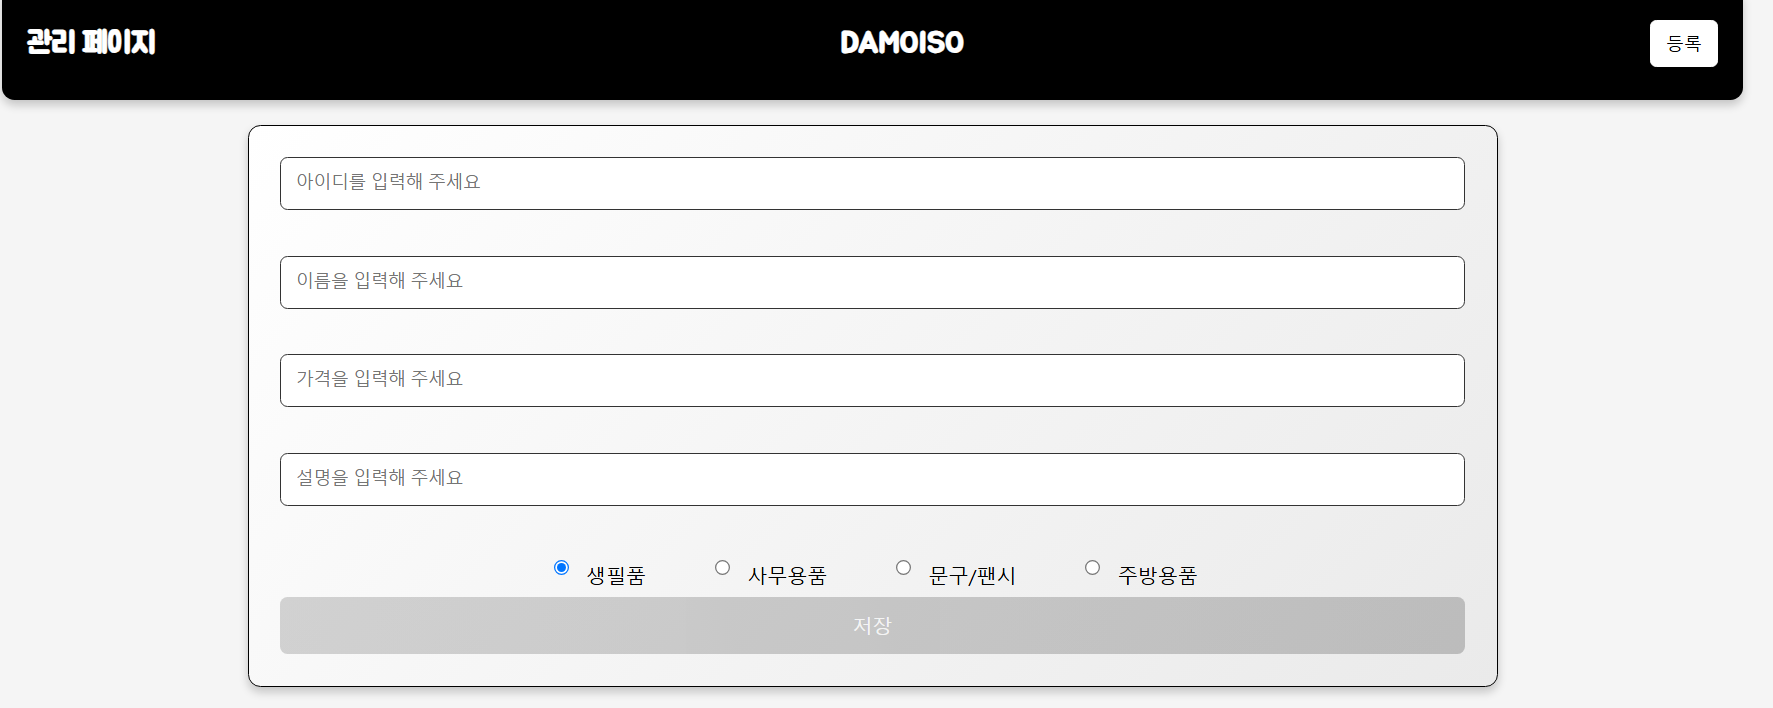 관리 페이지
DAMOISO
등록
아이디를 입력해 주세요
이름을 입력해 주세요
가격을 입력해 주세요
설명을 입력해 주세요
생필품 사무용품 문구/팬시 주방용품
저장